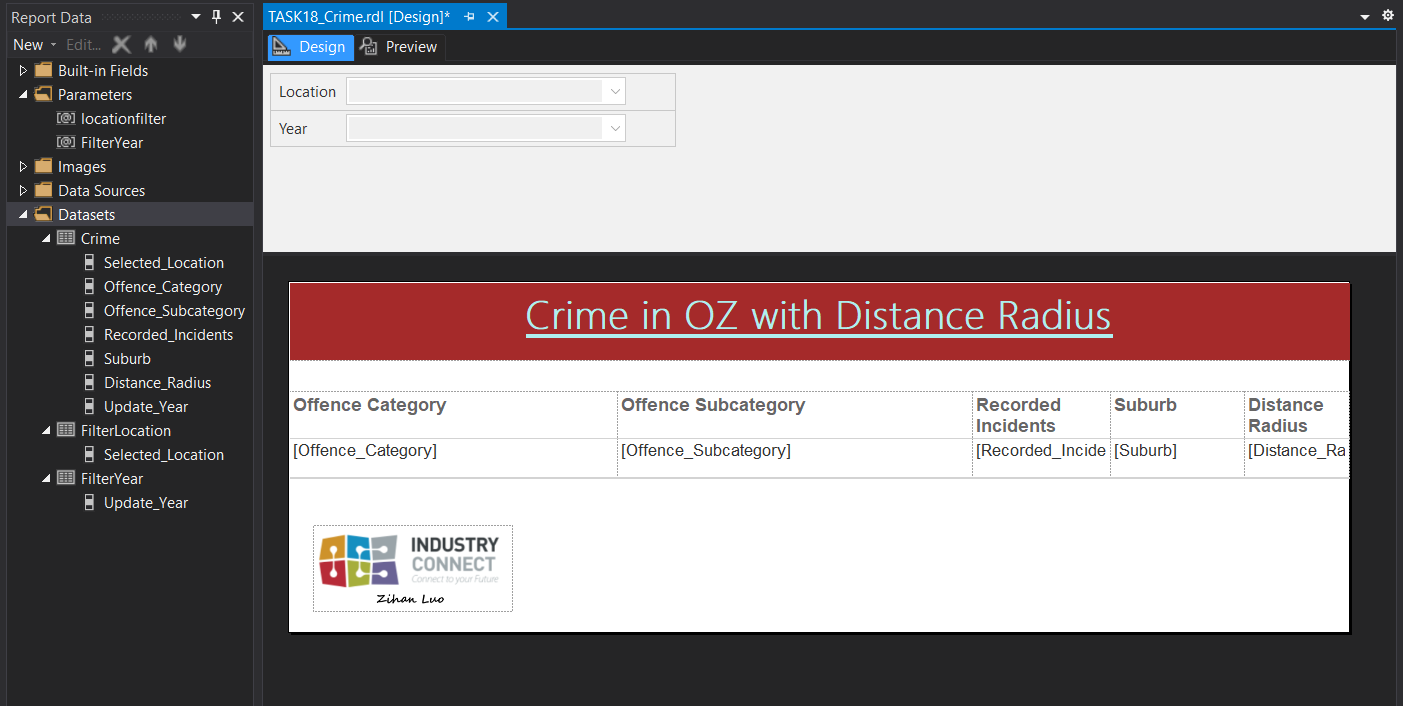 Report Data
New Edit...
Built-in Fields
Parameters
locationfilter
FilterYear
Images
Data Sources
Datasets
Crime
Selected_Location
Offence_Category
Offence_Subcategory
Recorded_Incidents
Suburb
Distance_Radius
Update_Year
FilterLocation
Selected_Location
FilterYear
Update_Year
TASK18_Crime.rdl [Design]*
Design Preview
Location
Year
Crime in OZ with Distance Radius
Offence Category Offence Subcategory Recorded Incidents Suburb Distance Radius
[Offence_Category] [Offence_Subcategory] [Recorded_Incide [Suburb] [Distance_Ra
INDUSTRY
CONNECT
Connect to your Future
Zihan Luo